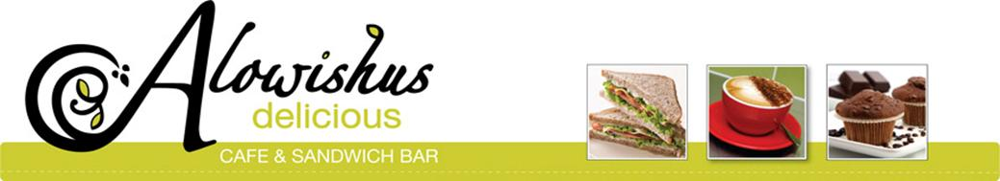 Alowishus
delicious
CAFE & SANDWICH BAR